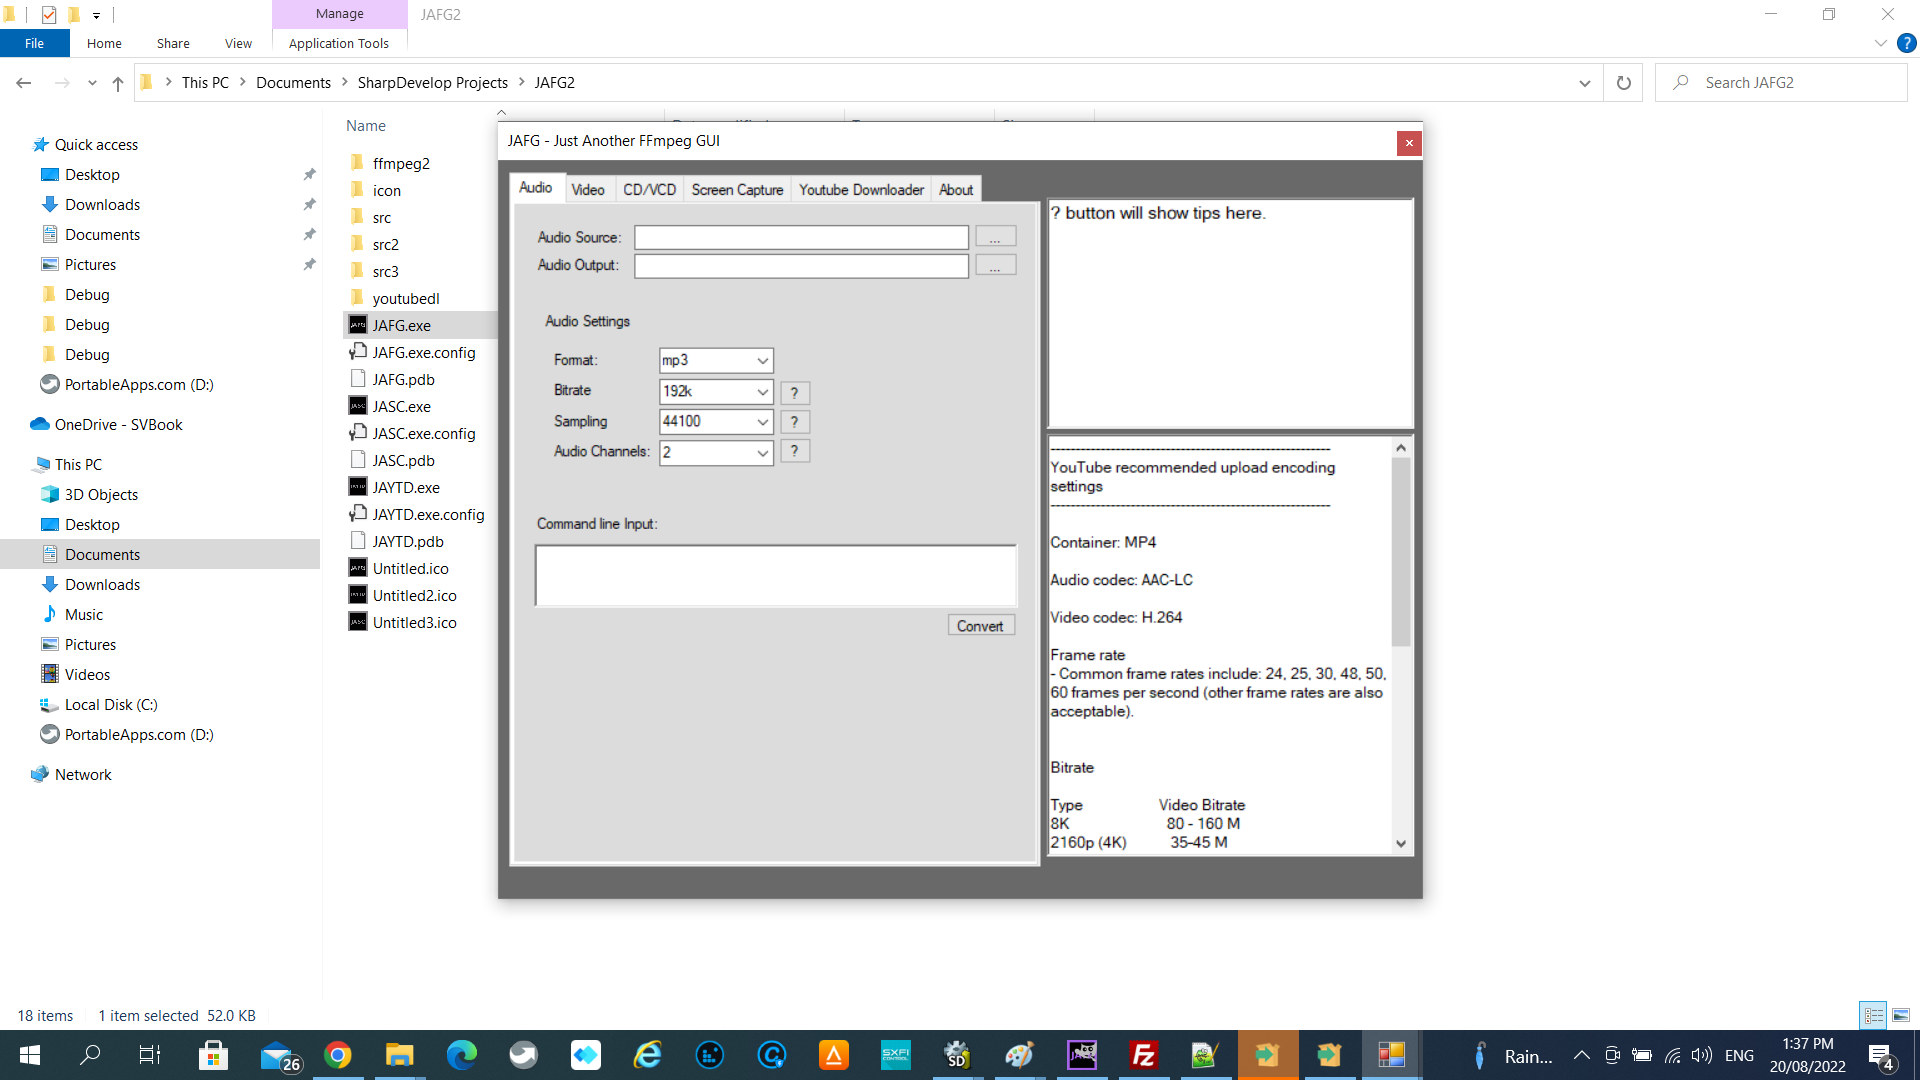 Manage
JAFG2
File
Home
Share
View
Application Tools
This PC
Documents
SharpDevelop Projects
JAFG2
Search JAFG2
Quick access
Desktop
Downloads
Documents
Pictures
Debug
Debug
Debug
PortableApps.com (D:)
OneDrive - SVBook
This PC
3D Objects
Desktop
Documents
Downloads
Music
Pictures
Videos
Local Disk (C:)
PortableApps.com (D:)
Network
Name
ffmpeg2
icon
src
src2
src3
youtubedl
JAFG.exe
JAFG.exe.config
JAFG.pdb
JASC.exe
JASC.exe.config
JASC.pdb
JAYTD.exe
JAYTD.exe.config
JAYTD.pdb
Untitled.ico
Untitled2.ico
Untitled3.ico
JAFG - Just Another FFmpeg GUI
Audio
Video
CD/VCD
Screen Capture
Youtube Downloader
About
Audio Source:
...
Audio Output:
...
Audio Settings
Format:
mp3
Bitrate
192k
?
Sampling
44100
?
Audio Channels:
2
?
Command line Input:
Convert
? button will show tips here.
--------------------------------------------------------
YouTube recommended upload encoding
settings
--------------------------------------------------------
Container: MP4
Audio codec: AAC-LC
Video codec: H.264
Frame rate
- Common frame rates include: 24, 25, 30, 48, 50,
60 frames per second (other frame rates are also
acceptable).
Bitrate
Type Video Bitrate
8K 80 - 160 M
2160p (4K) 35-45 M
18 items
1 item selected 52.0 KB
26
SXFI
CONTROL
SD
Fz
Rain...
ENG
1:37 PM
20/08/2022
4